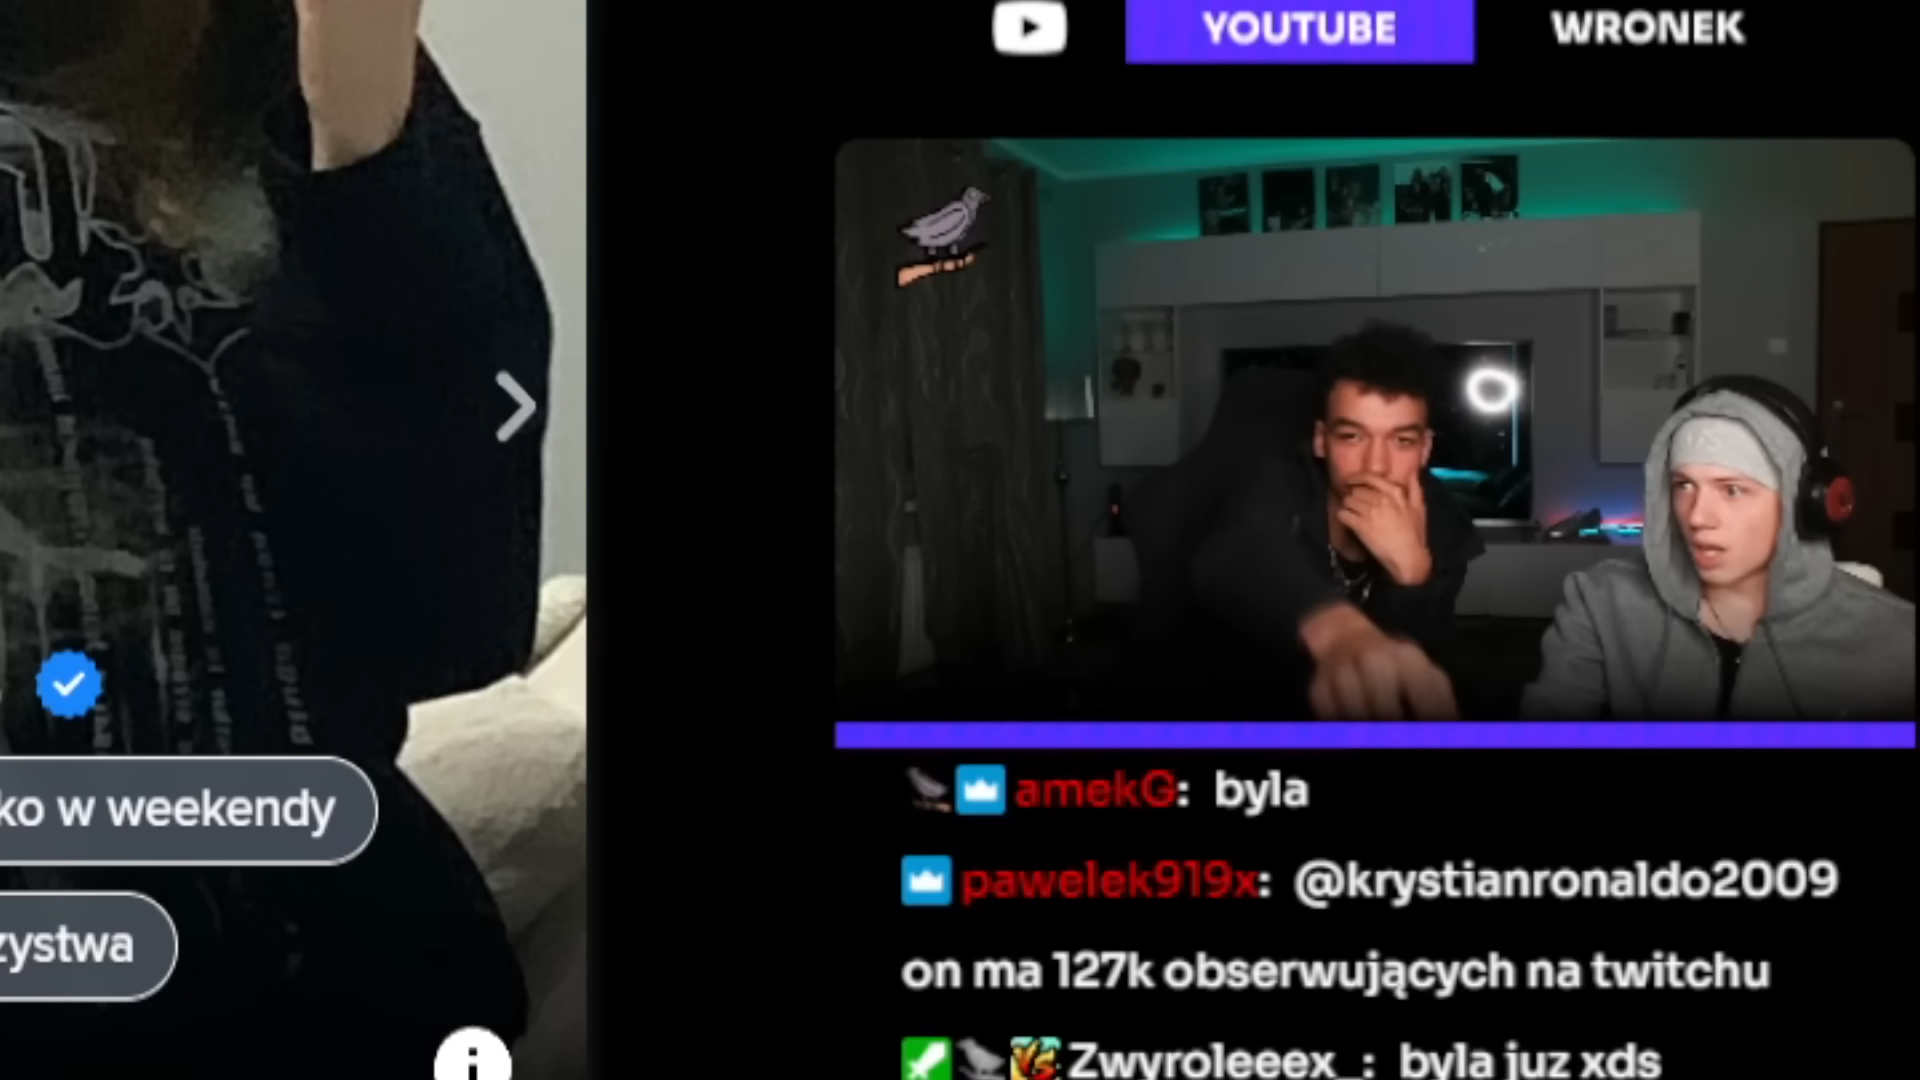 YOUTUBE
WRONEK
ko w weekendy
zystwa
amekG: byla
pawelek919x: @krystianronaldo2009
on ma 127k obserwujących na twitchu
Zwyroleeex_: byla juz xds